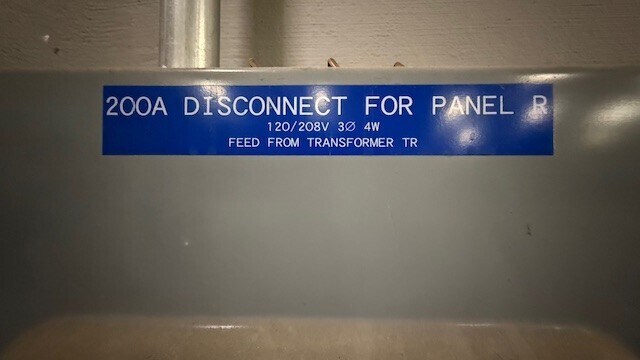 200A DISCONNECT FOR PANEL R
120/208V 3Ø 4W
FEED FROM TRANSFORMER TR